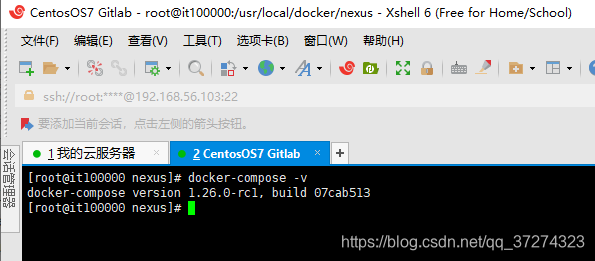 CentosOS7 Gitlab - root@it100000:/usr/local/docker/nexus - Xshell 6 (Free for Home/School)
文件(F) 编辑(E) 查看(V) 工具(T) 选项卡(B) 窗口(W) 帮助(H)
ssh://root:****@192.168.56.103:22
要添加当前会话，点击左侧的箭头按钮。
会话管理器
1 我的云服务器 × 2 CentosOS7 Gitlab × +
[root@it100000 nexus]# docker-compose -v
docker-compose version 1.26.0-rc1, build 07cab513
[root@it100000 nexus]#
https://blog.csdn.net/qq_37274323